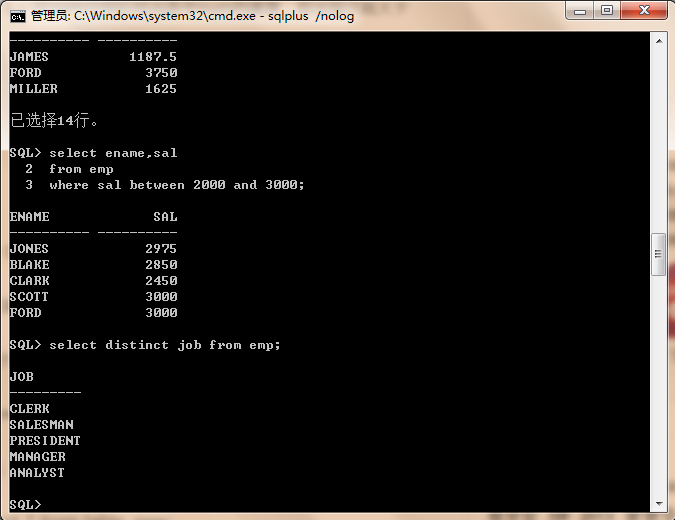 管理员: C:\Windows\system32\cmd.exe - sqlplus  /nolog
---------- ----------
JAMES          1187.5
FORD             3750
MILLER           1625
已选择14行。
SQL> select ename,sal
  2  from emp
  3  where sal between 2000 and 3000;
ENAME             SAL
---------- ----------
JONES            2975
BLAKE            2850
CLARK            2450
SCOTT            3000
FORD             3000
SQL> select distinct job from emp;
JOB
---------
CLERK
SALESMAN
PRESIDENT
MANAGER
ANALYST
SQL>